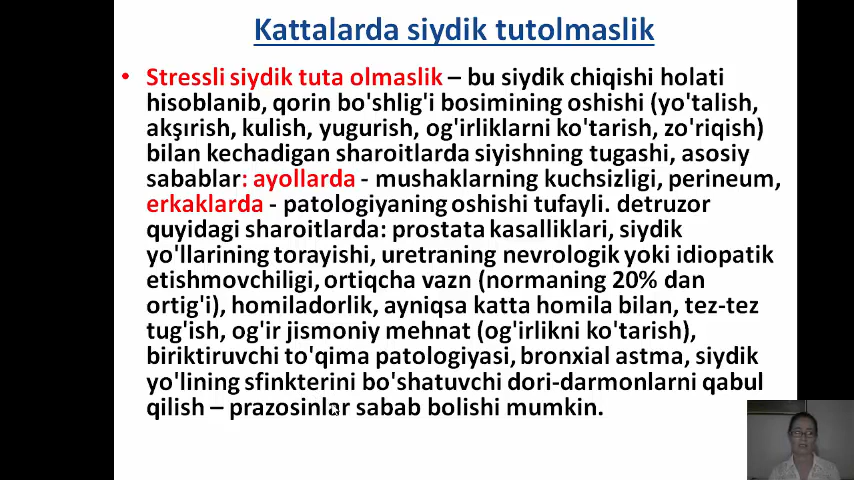 Kattalarda siydik tutolmaslik
• Stressli siydik tuta olmaslik – bu siydik chiqishi holati
hisoblanib, qorin bo'shlig'i bosimining oshishi (yo'talish,
akşırish, kulish, yugurish, og'irliklarni ko'tarish, zo'riqish)
bilan kechadigan sharoitlarda siyishning tugashi, asosiy
sabablar: ayollarda - mushaklarning kuchsizligi, perineum,
erkaklarda - patologiyaning oshishi tufayli. detruzor
quyidagi sharoitlarda: prostata kasalliklari, siydik
yo'llarining torayishi, uretraning nevrologik yoki idiopatik
etishmovchiligi, ortiqcha vazn (normaning 20% dan
ortig'i), homiladorlik, ayniqsa katta homila bilan, tez-tez
tug'ish, og'ir jismoniy mehnat (og'irlikni ko'tarish),
biriktiruvchi to'qima patologiyasi, bronxial astma, siydik
yo'lining sfinkterini bo'shatuvchi dori-darmonlarni qabul
qilish – prazosinlar sabab bolishi mumkin.